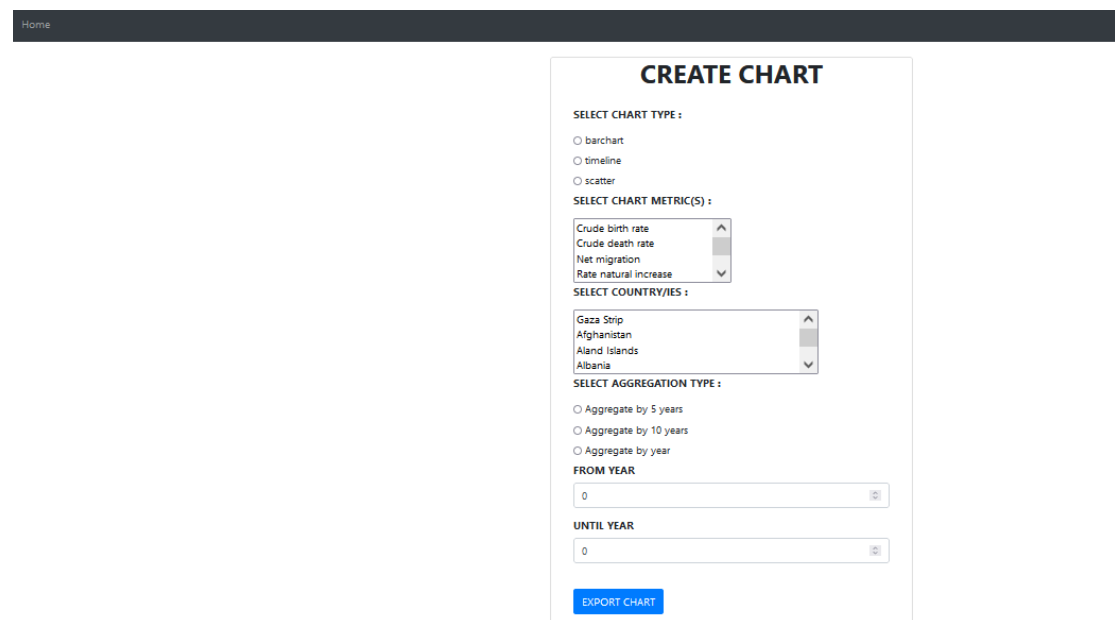 Home
CREATE CHART
SELECT CHART TYPE :
barchart
timeline
scatter
SELECT CHART METRIC(S) :
Crude birth rate
Crude death rate
Net migration
Rate natural increase
SELECT COUNTRY/IES :
Gaza Strip
Afghanistan
Aland Islands
Albania
SELECT AGGREGATION TYPE :
Aggregate by 5 years
Aggregate by 10 years
Aggregate by year
FROM YEAR
0
UNTIL YEAR
0
EXPORT CHART